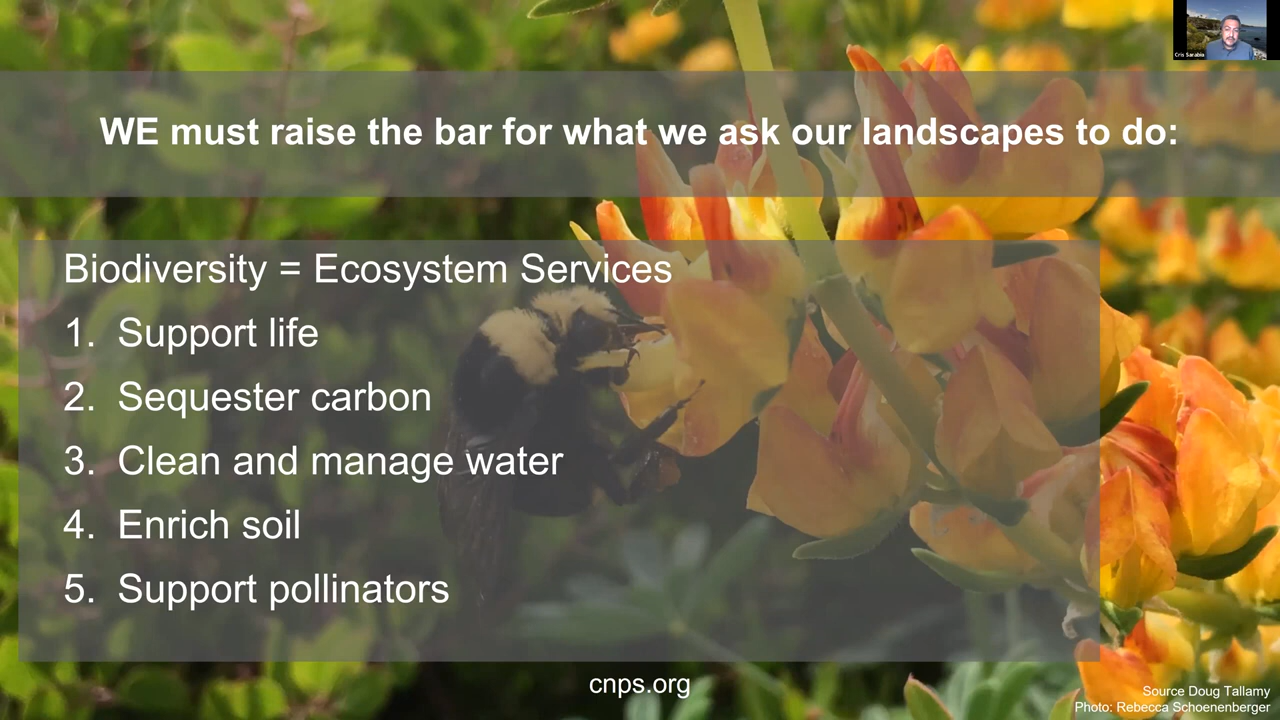 Cris Sarabia
WE must raise the bar for what we ask our landscapes to do:
Biodiversity = Ecosystem Services
1. Support life
2. Sequester carbon
3. Clean and manage water
4. Enrich soil
5. Support pollinators
cnps.org
Source Doug Tallamy
Photo: Rebecca Schoenenberger